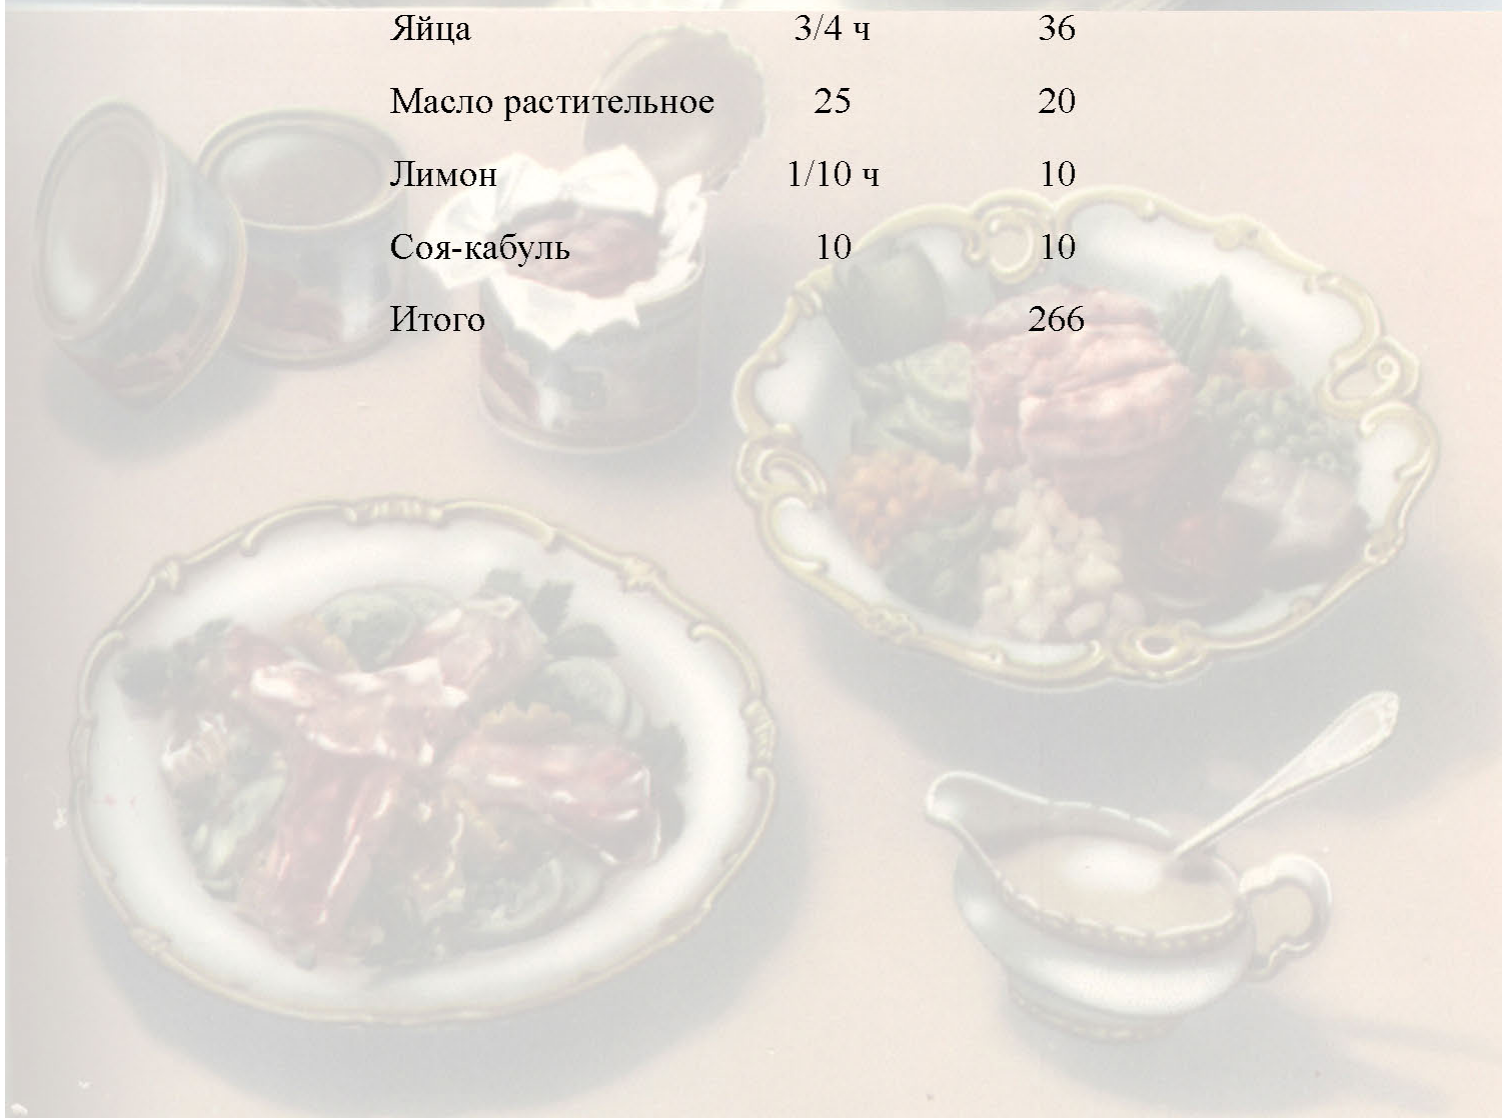 Яйца 3/4 ч 36
Масло растительное 25 20
Лимон 1/10 ч 10
Соя-кабуль 10 10
Итого 266